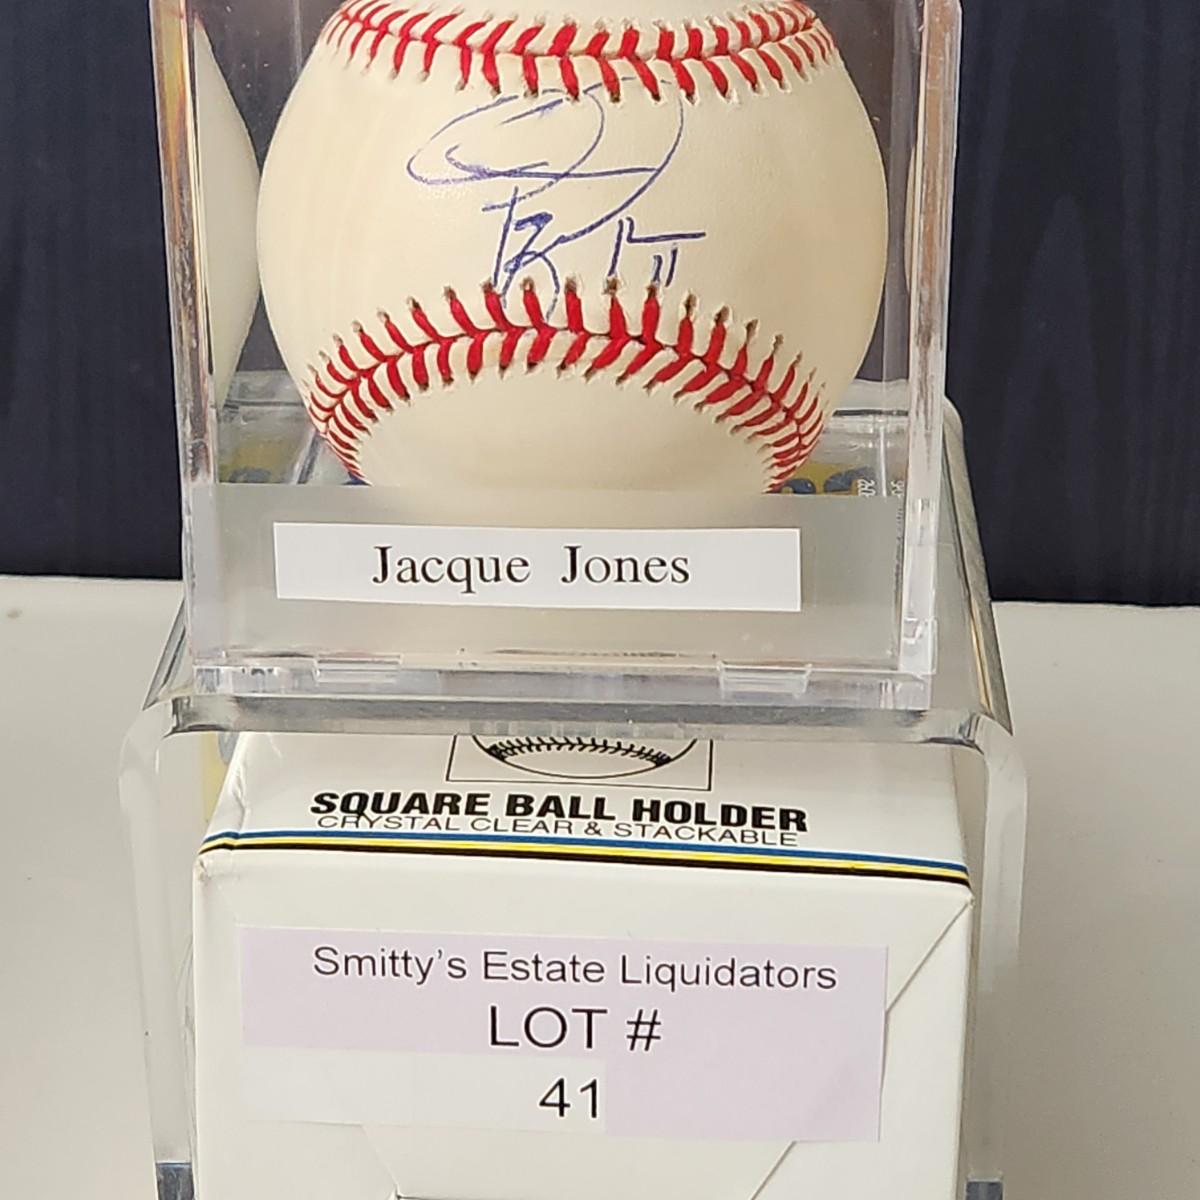 Jacque Jones
SQUARE BALL HOLDER
CRYSTAL CLEAR & STACKABLE
Smitty's Estate Liquidators
LOT #
41